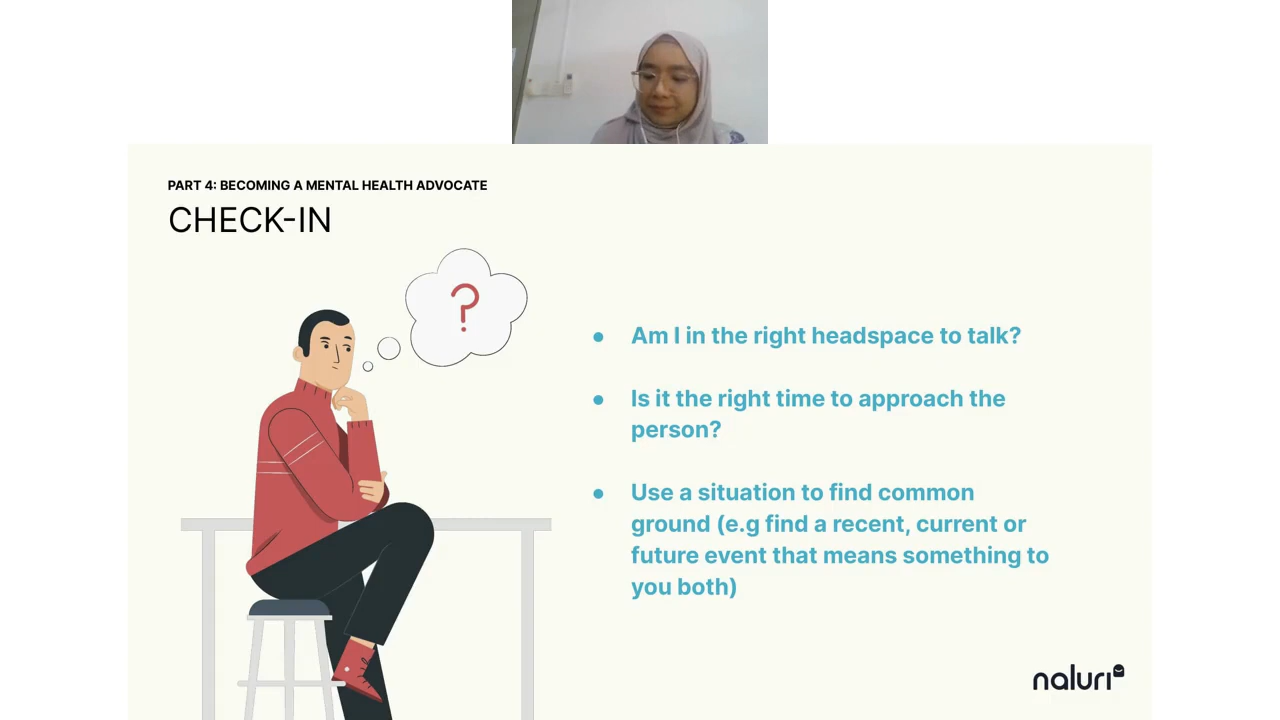 PART 4: BECOMING A MENTAL HEALTH ADVOCATE
CHECK-IN
?
● Am I in the right headspace to talk?
● Is it the right time to approach the
person?
● Use a situation to find common
ground (e.g find a recent, current or
future event that means something to
you both)
naluri